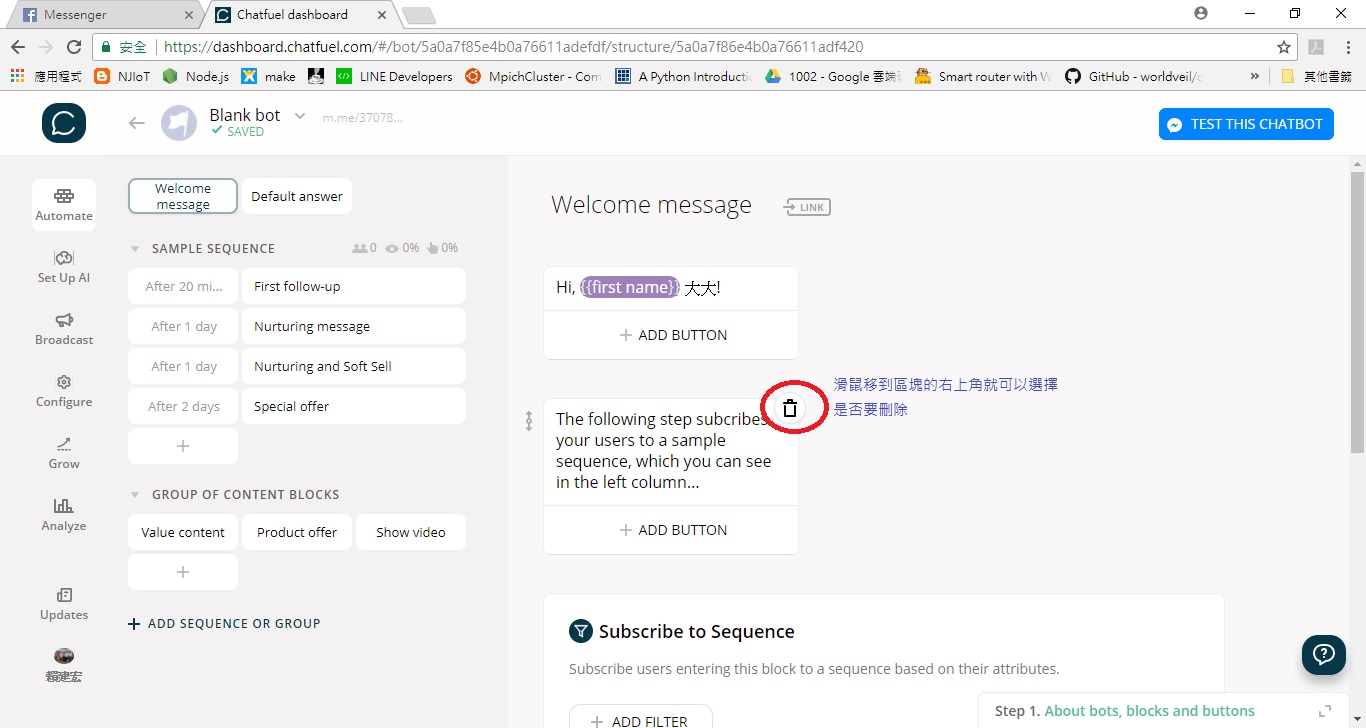 Messenger
Chatfuel dashboard
安全 https://dashboard.chatfuel.com/#/bot/5a0a7f85e4b0a76611adefdf/structure/5a0a7f86e4b0a76611adf420
應用程式 NJIoT Node.js make LINE Developers MpichCluster - Com A Python Introductio 1002 - Google 雲端 Smart router with GitHub - worldveil/ » 其他書籤
Blank bot m.me/37078...
SAVED
TEST THIS CHATBOT
Automate
Set Up AI
Broadcast
Configure
Grow
Analyze
Updates
賴建宏
Welcome
message
Default answer
SAMPLE SEQUENCE 0 0% 0%
After 20 mi... First follow-up
After 1 day Nurturing message
After 1 day Nurturing and Soft Sell
After 2 days Special offer
+
GROUP OF CONTENT BLOCKS
Value content Product offer Show video
+
+ ADD SEQUENCE OR GROUP
Welcome message LINK
Hi, {{first name}} 大大!
+ ADD BUTTON
滑鼠移到區塊的右上角就可以選擇
是否要刪除
The following step subcribes
your users to a sample
sequence, which you can see
in the left column...
+ ADD BUTTON
Subscribe to Sequence
Subscribe users entering this block to a sequence based on their attributes.
+ ADD FILTER
Step 1. About bots, blocks and buttons